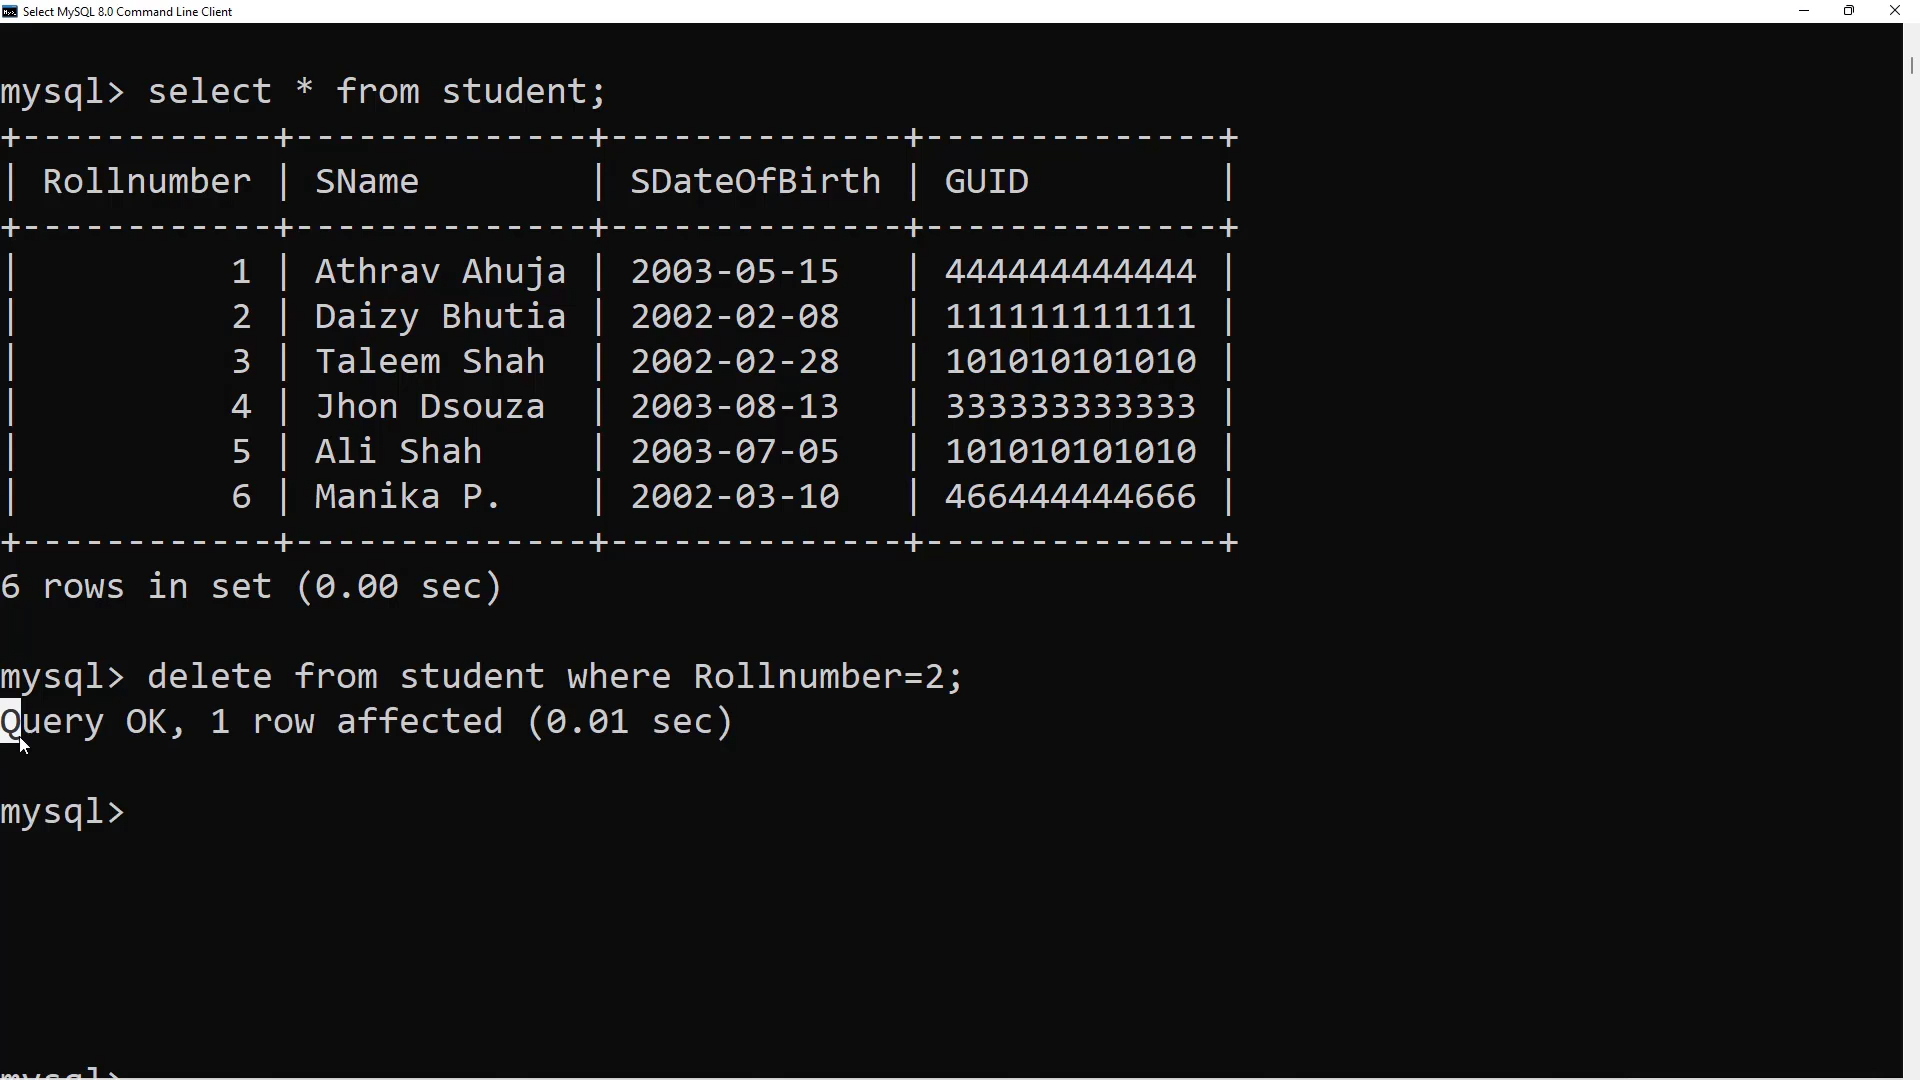 Select MySQL 8.0 Command Line Client
mysql> select * from student;
+------------+--------------+--------------+--------------+
| Rollnumber | SName        | SDateOfBirth | GUID         |
+------------+--------------+--------------+--------------+
|          1 | Athrav Ahuja | 2003-05-15   | 444444444444 |
|          2 | Daizy Bhutia | 2002-02-08   | 111111111111 |
|          3 | Taleem Shah  | 2002-02-28   | 101010101010 |
|          4 | Jhon Dsouza  | 2003-08-13   | 333333333333 |
|          5 | Ali Shah     | 2003-07-05   | 101010101010 |
|          6 | Manika P.    | 2002-03-10   | 466444444666 |
+------------+--------------+--------------+--------------+
6 rows in set (0.00 sec)
mysql> delete from student where Rollnumber=2;
Query OK, 1 row affected (0.01 sec)
mysql>
mysql>